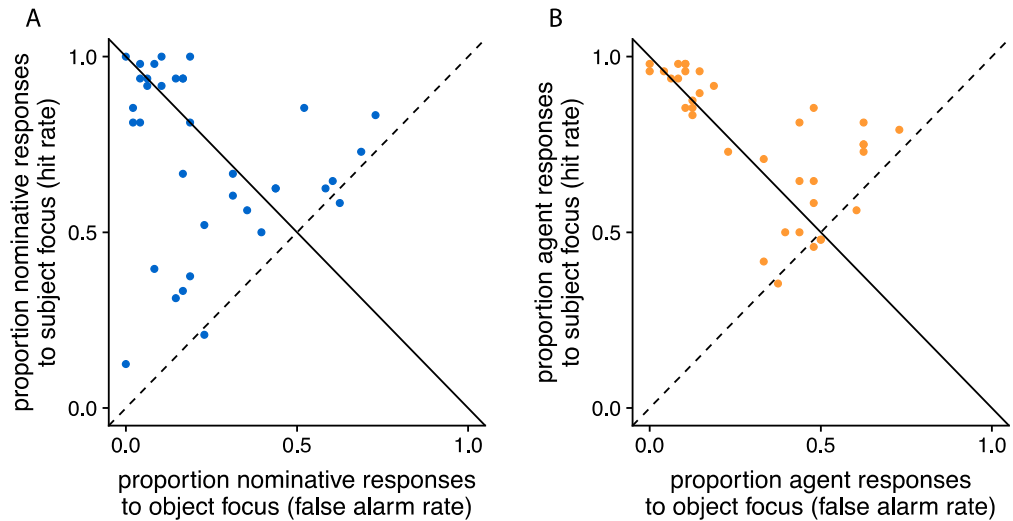 A
proportion nominative responses
to subject focus (hit rate)
1.0
0.5
0.0
0.0
0.5
1.0
proportion nominative responses
to object focus (false alarm rate)
B
proportion agent responses
to subject focus (hit rate)
1.0
0.5
0.0
0.0
0.5
1.0
proportion agent responses
to object focus (false alarm rate)